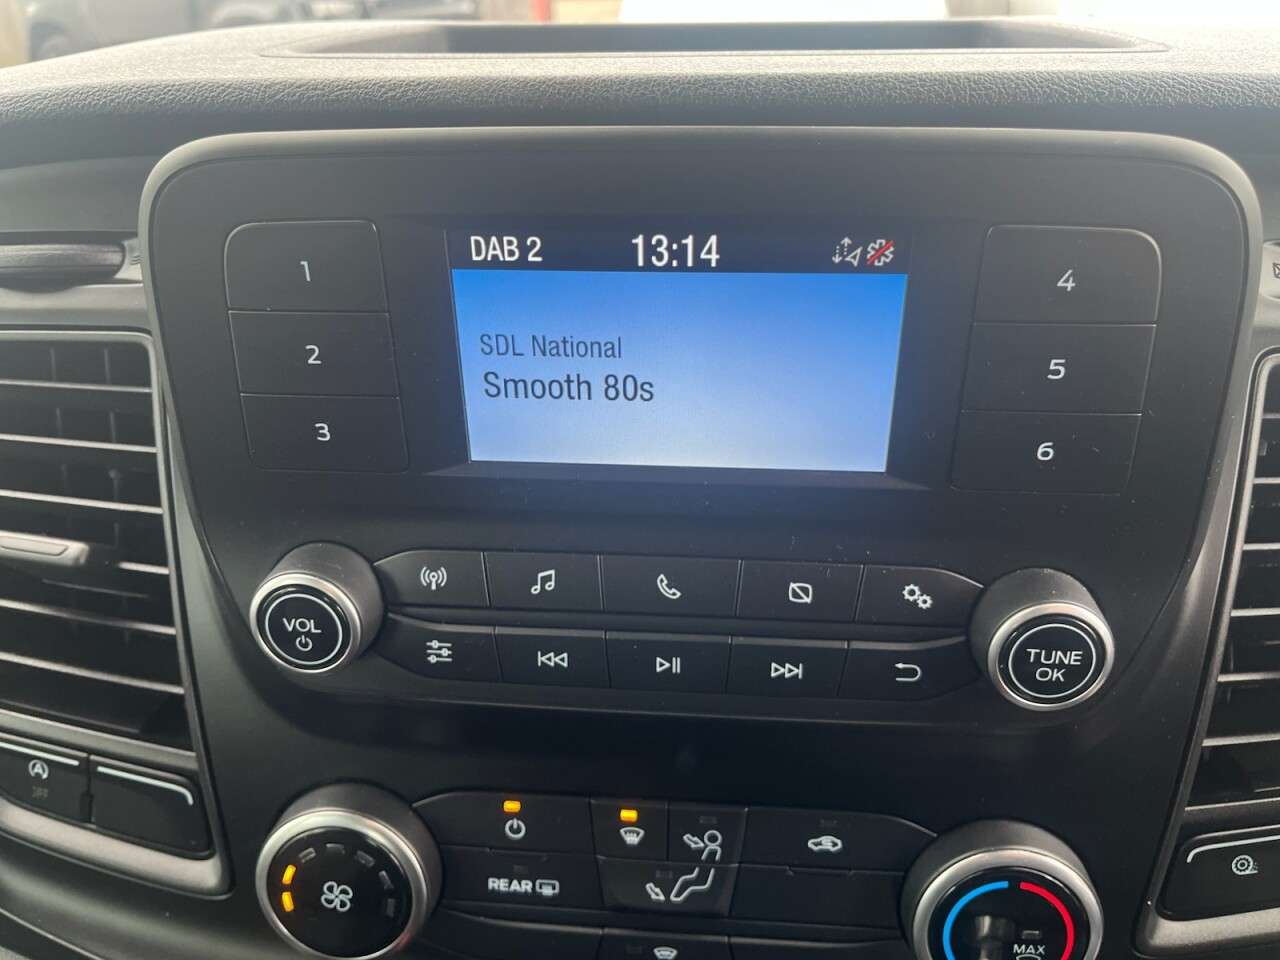 DAB 2 13:14
SDL National
Smooth 80s
1
2
3
4
5
6
VOL
TUNE
OK
A
OFF
REAR
MAX